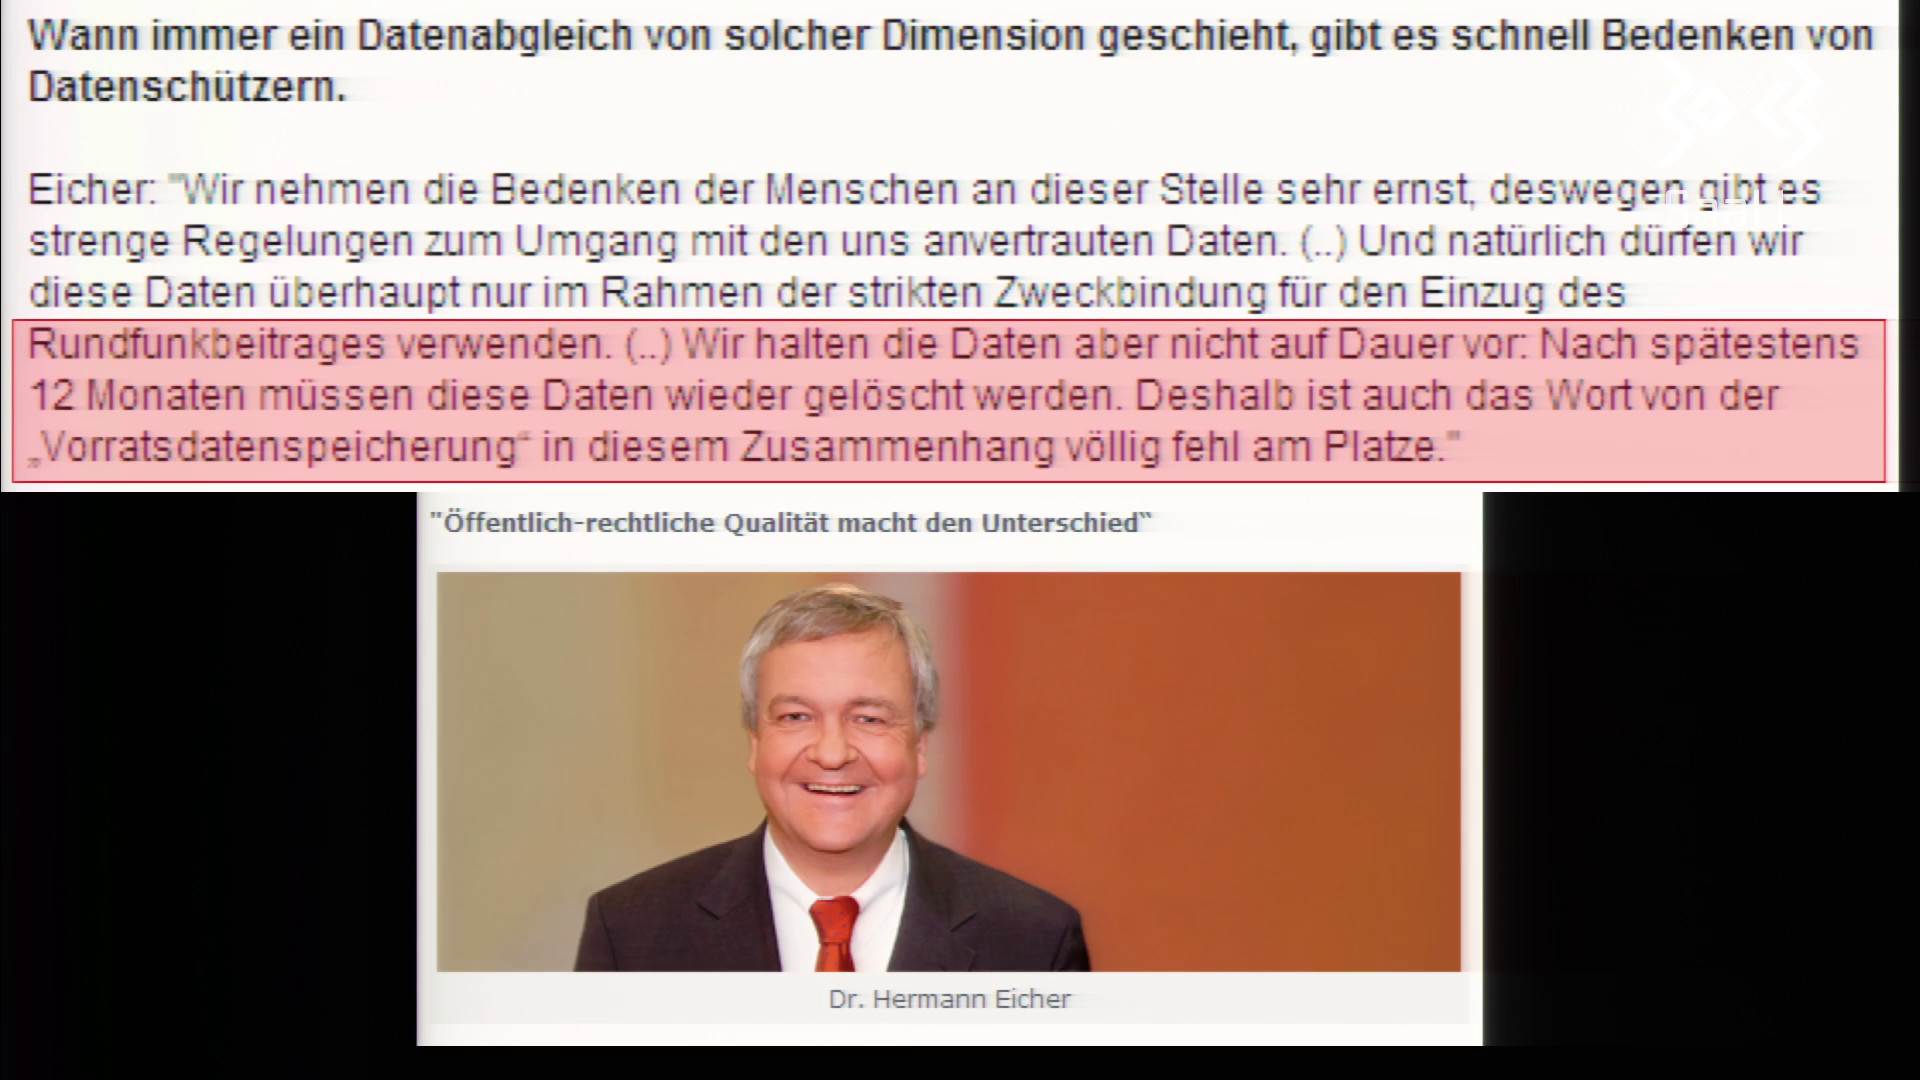 Wann immer ein Datenabgleich von solcher Dimension geschieht, gibt es schnell Bedenken von
Datenschützern.
Eicher: "Wir nehmen die Bedenken der Menschen an dieser Stelle sehr ernst, deswegen gibt es
strenge Regelungen zum Umgang mit den uns anvertrauten Daten. (..) Und natürlich dürfen wir
diese Daten überhaupt nur im Rahmen der strikten Zweckbindung für den Einzug des
Rundfunkbeitrages verwenden. (..) Wir halten die Daten aber nicht auf Dauer vor: Nach spätestens
12 Monaten müssen diese Daten wieder gelöscht werden. Deshalb ist auch das Wort von der
„Vorratsdatenspeicherung“ in diesem Zusammenhang völlig fehl am Platze."
"Öffentlich-rechtliche Qualität macht den Unterschied“
Dr. Hermann Eicher